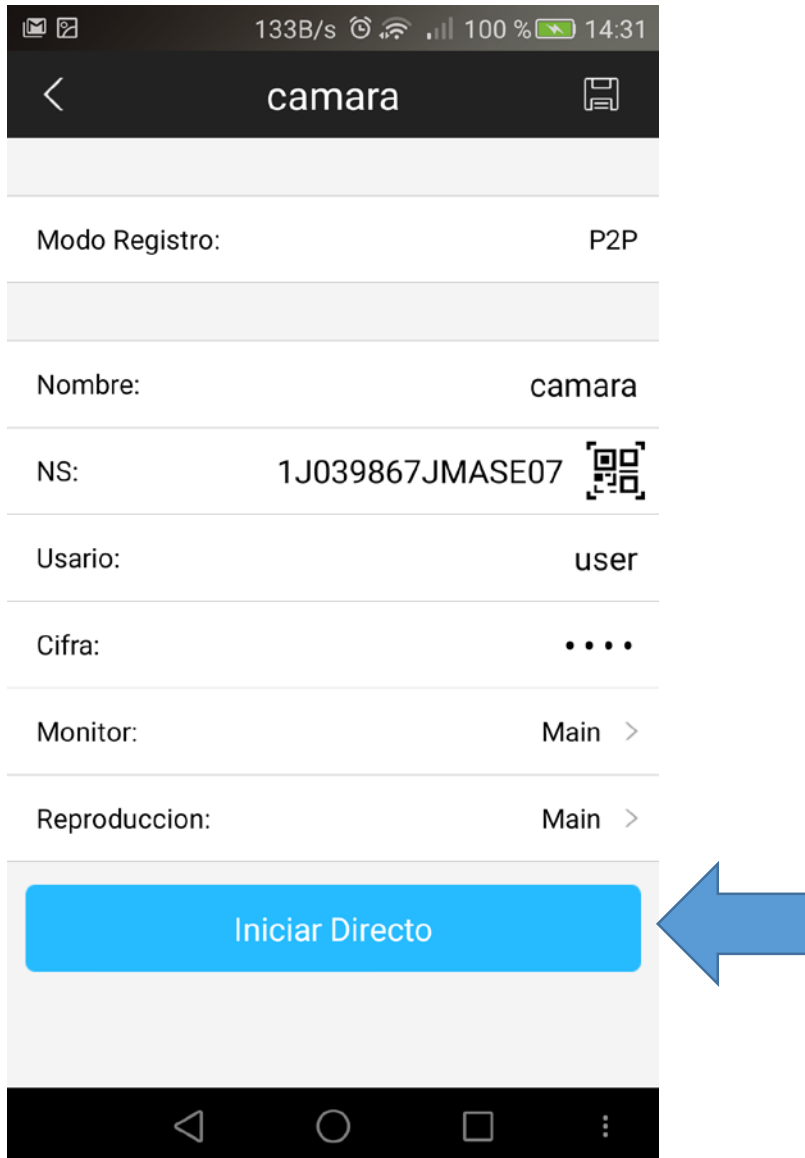 133B/s 100 % 14:31
camara
Modo Registro: P2P
Nombre: camara
NS: 1J039867JMASE07
Usario: user
Cifra: ••••
Monitor: Main
Reproduccion: Main
Iniciar Directo